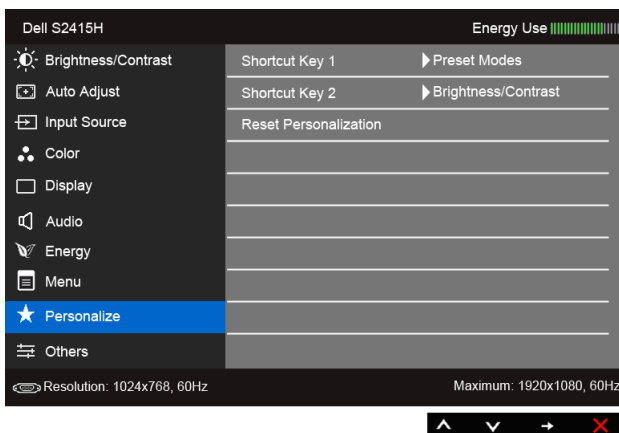 Dell S2415H Energy Use
Brightness/Contrast Shortcut Key 1 Preset Modes
Auto Adjust Shortcut Key 2 Brightness/Contrast
Input Source Reset Personalization
Color
Display
Audio
Energy
Menu
Personalize
Others
Resolution: 1024x768, 60Hz Maximum: 1920x1080, 60Hz